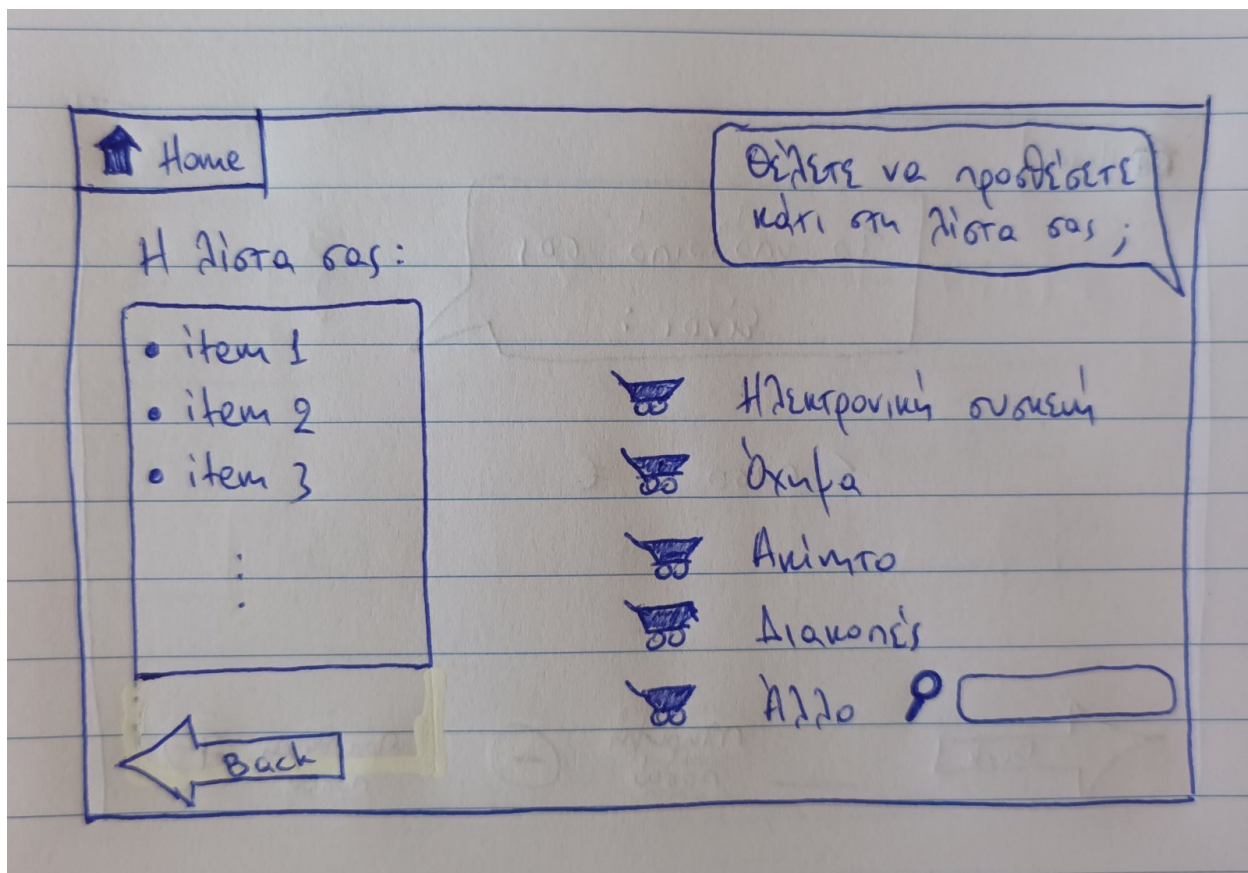 Home
Θέλετε να προσθέσετε
κάτι στη λίστα σας;
Η λίστα σας:
• item 1
• item 2
• item 3
Ηλεκτρονική συσκευή
Όχημα
Ακίνητο
Διακοπές
Άλλο
Back